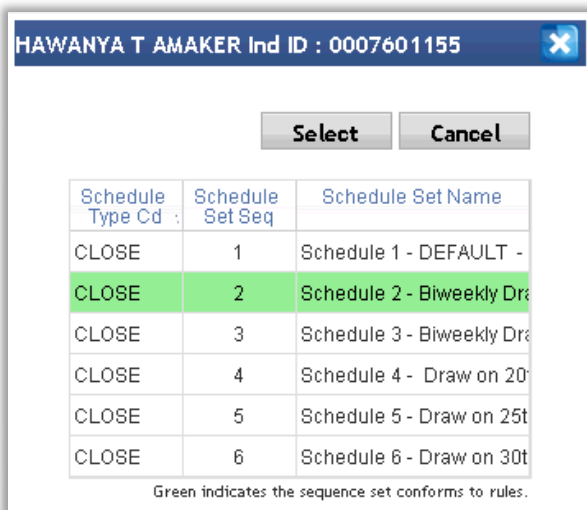 HAWANYA T AMAKER Ind ID : 0007601155
Select Cancel
Schedule Type Cd Schedule Set Seq Schedule Set Name
CLOSE 1 Schedule 1 - DEFAULT -
CLOSE 2 Schedule 2 - Biweekly
CLOSE 3 Schedule 3 - Biweekly
CLOSE 4 Schedule 4 - Draw on
CLOSE 5 Schedule 5 - Draw on 25t
CLOSE 6 Schedule 6 - Draw on 30t
Green indicates the sequence set conforms to rules.